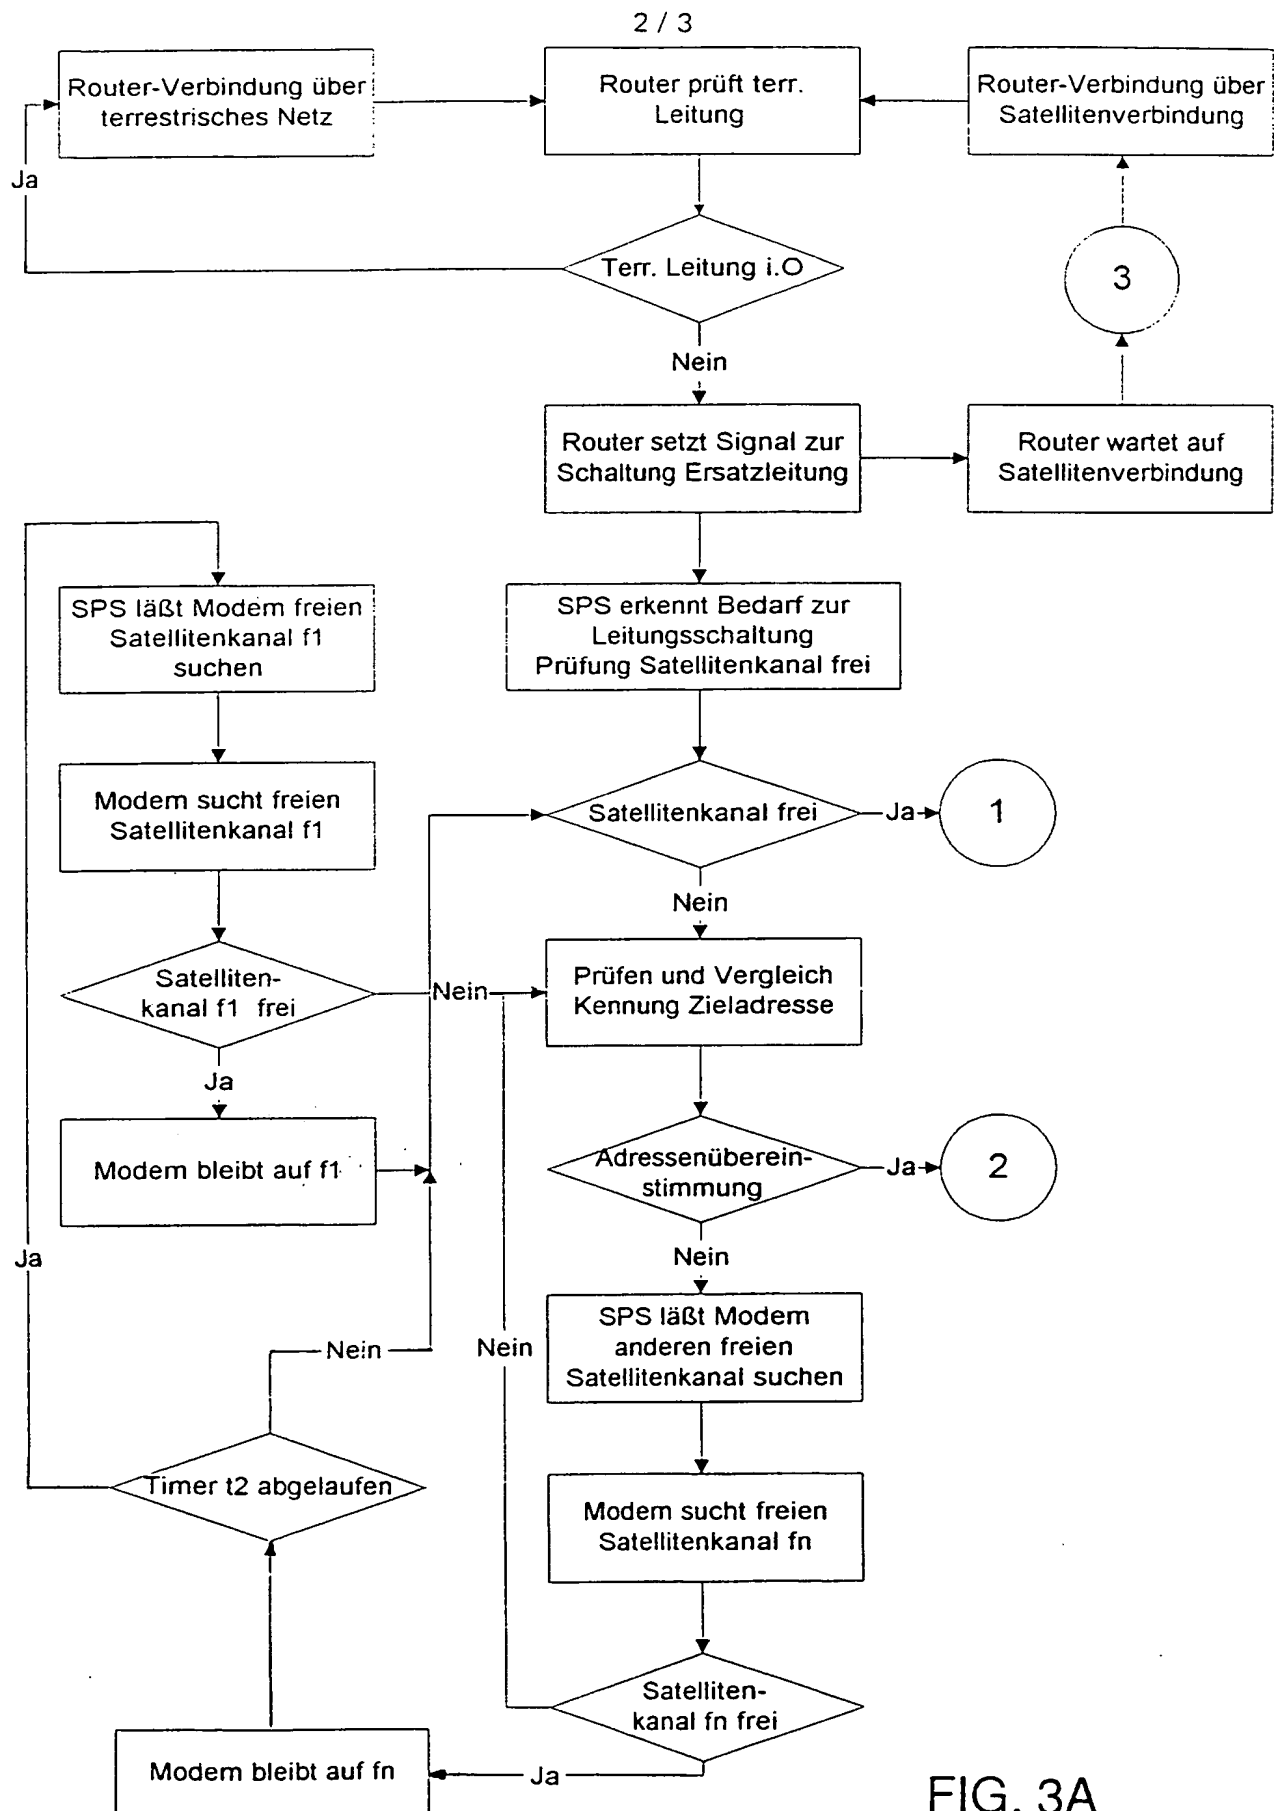 2 / 3
Router-Verbindung über
terrestrisches Netz
Router prüft terr.
Leitung
Router-Verbindung über
Satellitenverbindung
Ja
Terr. Leitung i.O
3
Nein
Router setzt Signal zur
Schaltung Ersatzleitung
Router wartet auf
Satellitenverbindung
SPS läßt Modem freien
Satellitenkanal f1
suchen
SPS erkennt Bedarf zur
Leitungsschaltung
Prüfung Satellitenkanal frei
Modem sucht freien
Satellitenkanal f1
Satellitenkanal frei
Ja
1
Nein
Satelliten-
kanal f1 frei
Nein
Prüfen und Vergleich
Kennung Zieladresse
Ja
Modem bleibt auf f1
Adressenüberein-
stimmung
Ja
2
Ja
Nein
SPS läßt Modem
anderen freien
Satellitenkanal suchen
Nein
Nein
Timer t2 abgelaufen
Modem sucht freien
Satellitenkanal fn
Satelliten-
kanal fn frei
Modem bleibt auf fn
Ja
FIG. 3A